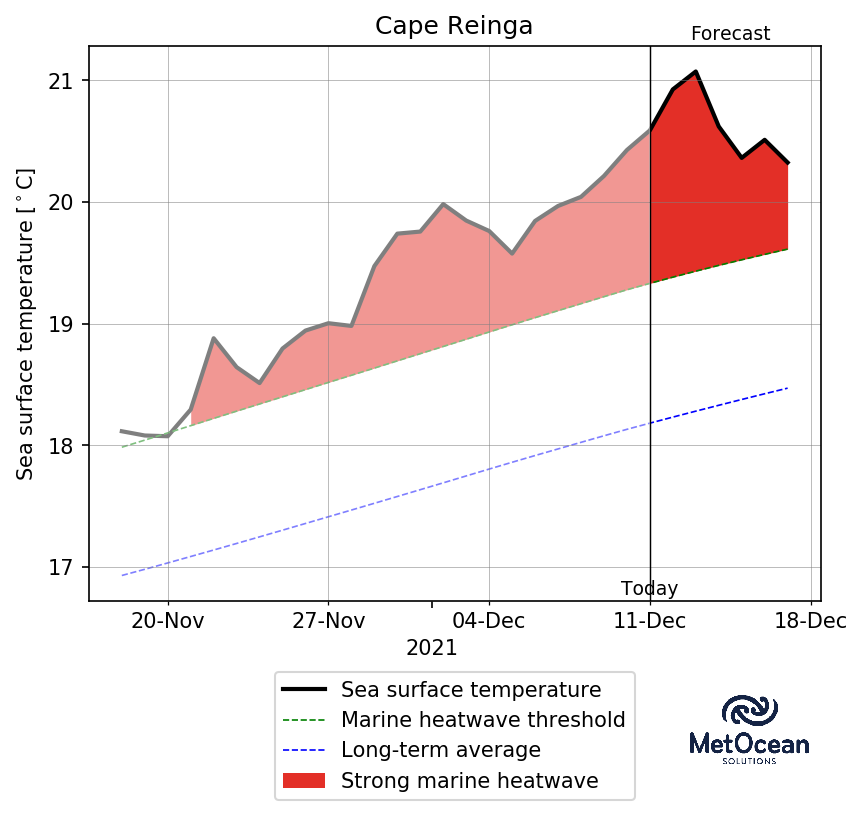 Cape Reinga
Forecast
Sea surface temperature [°C]
21
20
19
18
17
Today
20-Nov 27-Nov 04-Dec 11-Dec 18-Dec
2021
Sea surface temperature
Marine heatwave threshold
Long-term average
Strong marine heatwave
MetOcean
SOLUTIONS